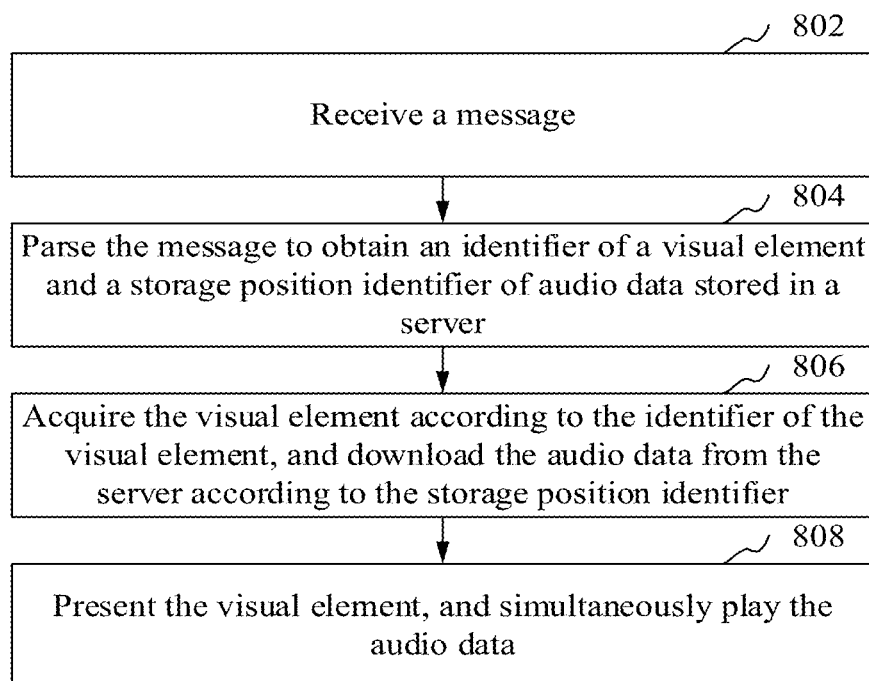 802
Receive a message
804
Parse the message to obtain an identifier of a visual element
and a storage position identifier of audio data stored in a
server
806
Acquire the visual element according to the identifier of the
visual element, and download the audio data from the
server according to the storage position identifier
808
Present the visual element, and simultaneously play the
audio data